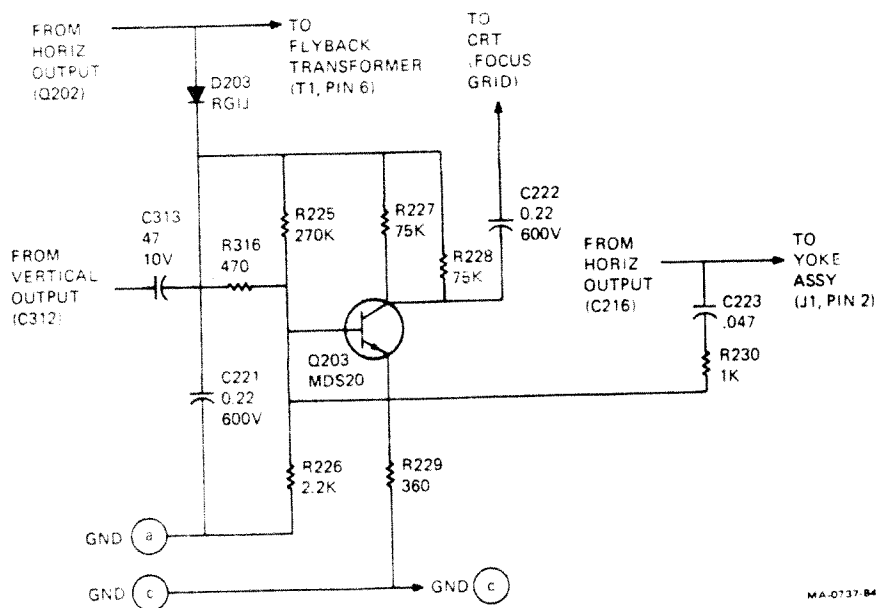 FROM
HORIZ
OUTPUT
(Q202)
TO
FLYBACK
TRANSFORMER
(T1, PIN 6)
TO
CRT
(FOCUS
GRID)
D203
RGIJ
C313
47
10V
R316
470
R225
270K
R227
75K
R228
75K
C222
0.22
600V
FROM
VERTICAL
OUTPUT
(C312)
FROM
HORIZ
OUTPUT
(C216)
TO
YOKE
ASSY
(J1, PIN 2)
C223
.047
R230
1K
Q203
MDS20
C221
0.22
600V
R226
2.2K
R229
360
GND a
GND c
GND c
MA-0737-84